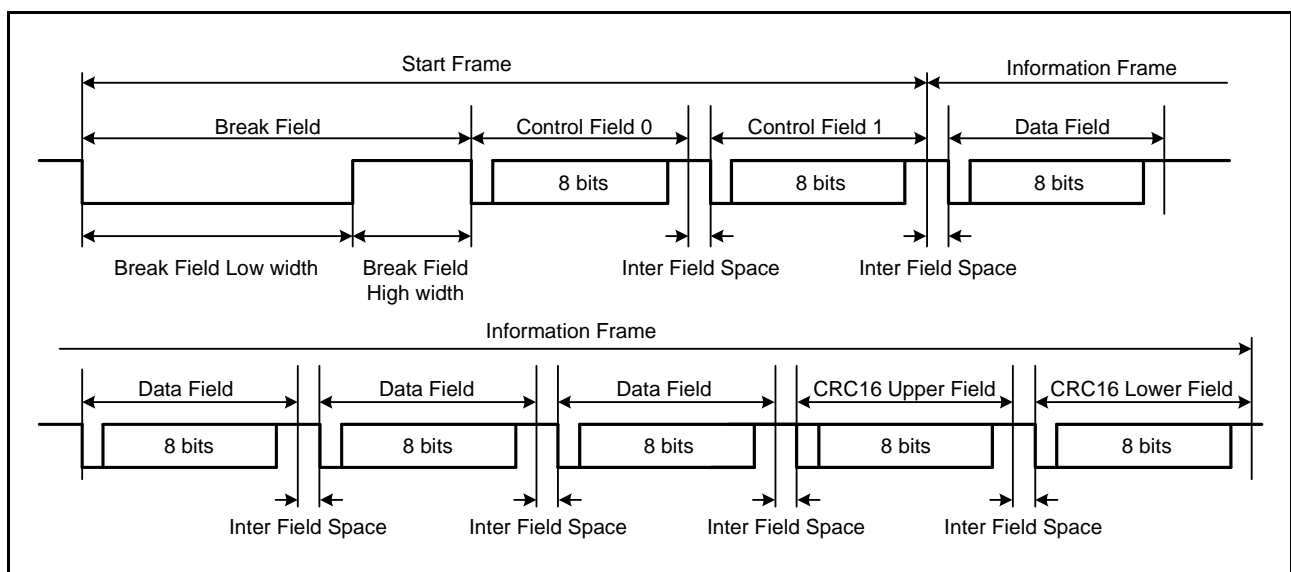 Start Frame
Information Frame
Break Field
Control Field 0
Control Field 1
Data Field
8 bits
8 bits
8 bits
Break Field Low width
Break Field
High width
Inter Field Space
Inter Field Space
Information Frame
Data Field
Data Field
Data Field
CRC16 Upper Field
CRC16 Lower Field
8 bits
8 bits
8 bits
8 bits
8 bits
Inter Field Space
Inter Field Space
Inter Field Space
Inter Field Space